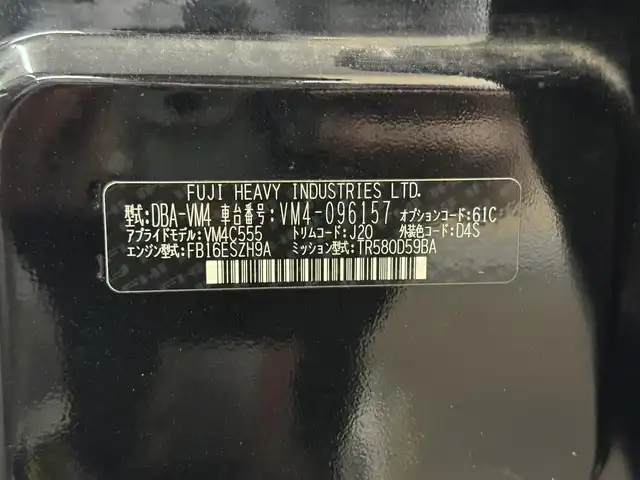 FUJI HEAVY INDUSTRIES LTD.
型式:DBA-VM4 車台番号:VM4-096157 オプションコード:61C
アプライドモデル:VM4C555 トリムコード:J20 外装色コード:D4S
エンジン型式:FB16ESZH9A ミッション型式:TR580D59BA